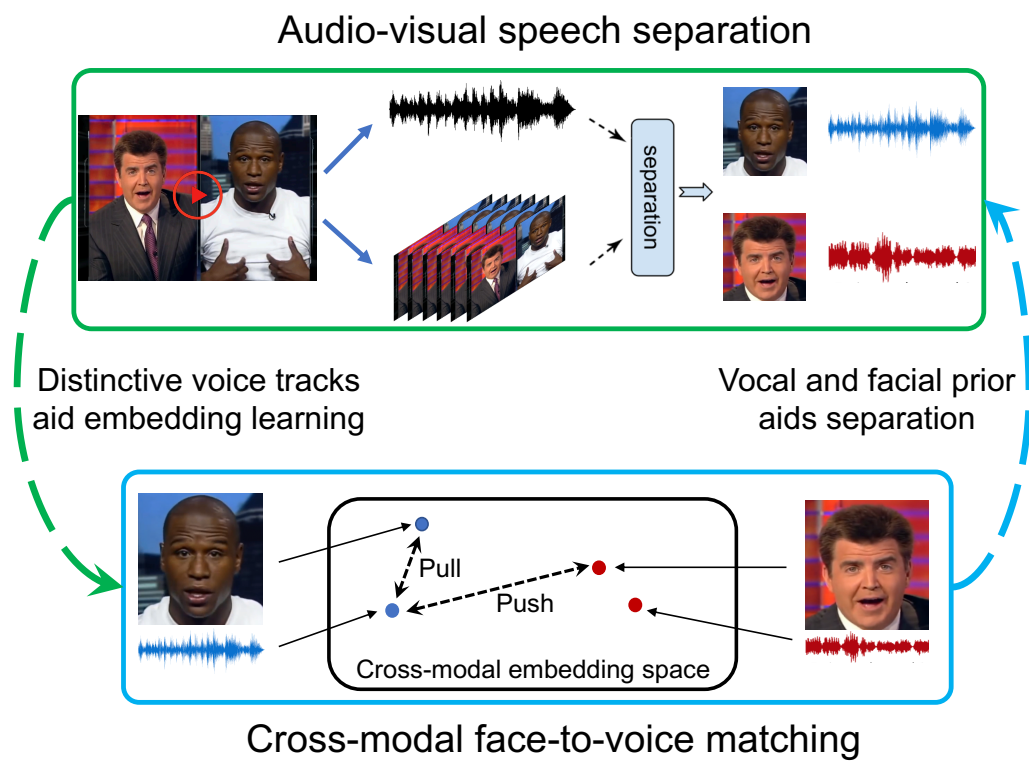 Audio-visual speech separation
separation
Distinctive voice tracks
aid embedding learning
Vocal and facial prior
aids separation
Pull
Push
Cross-modal embedding space
Cross-modal face-to-voice matching